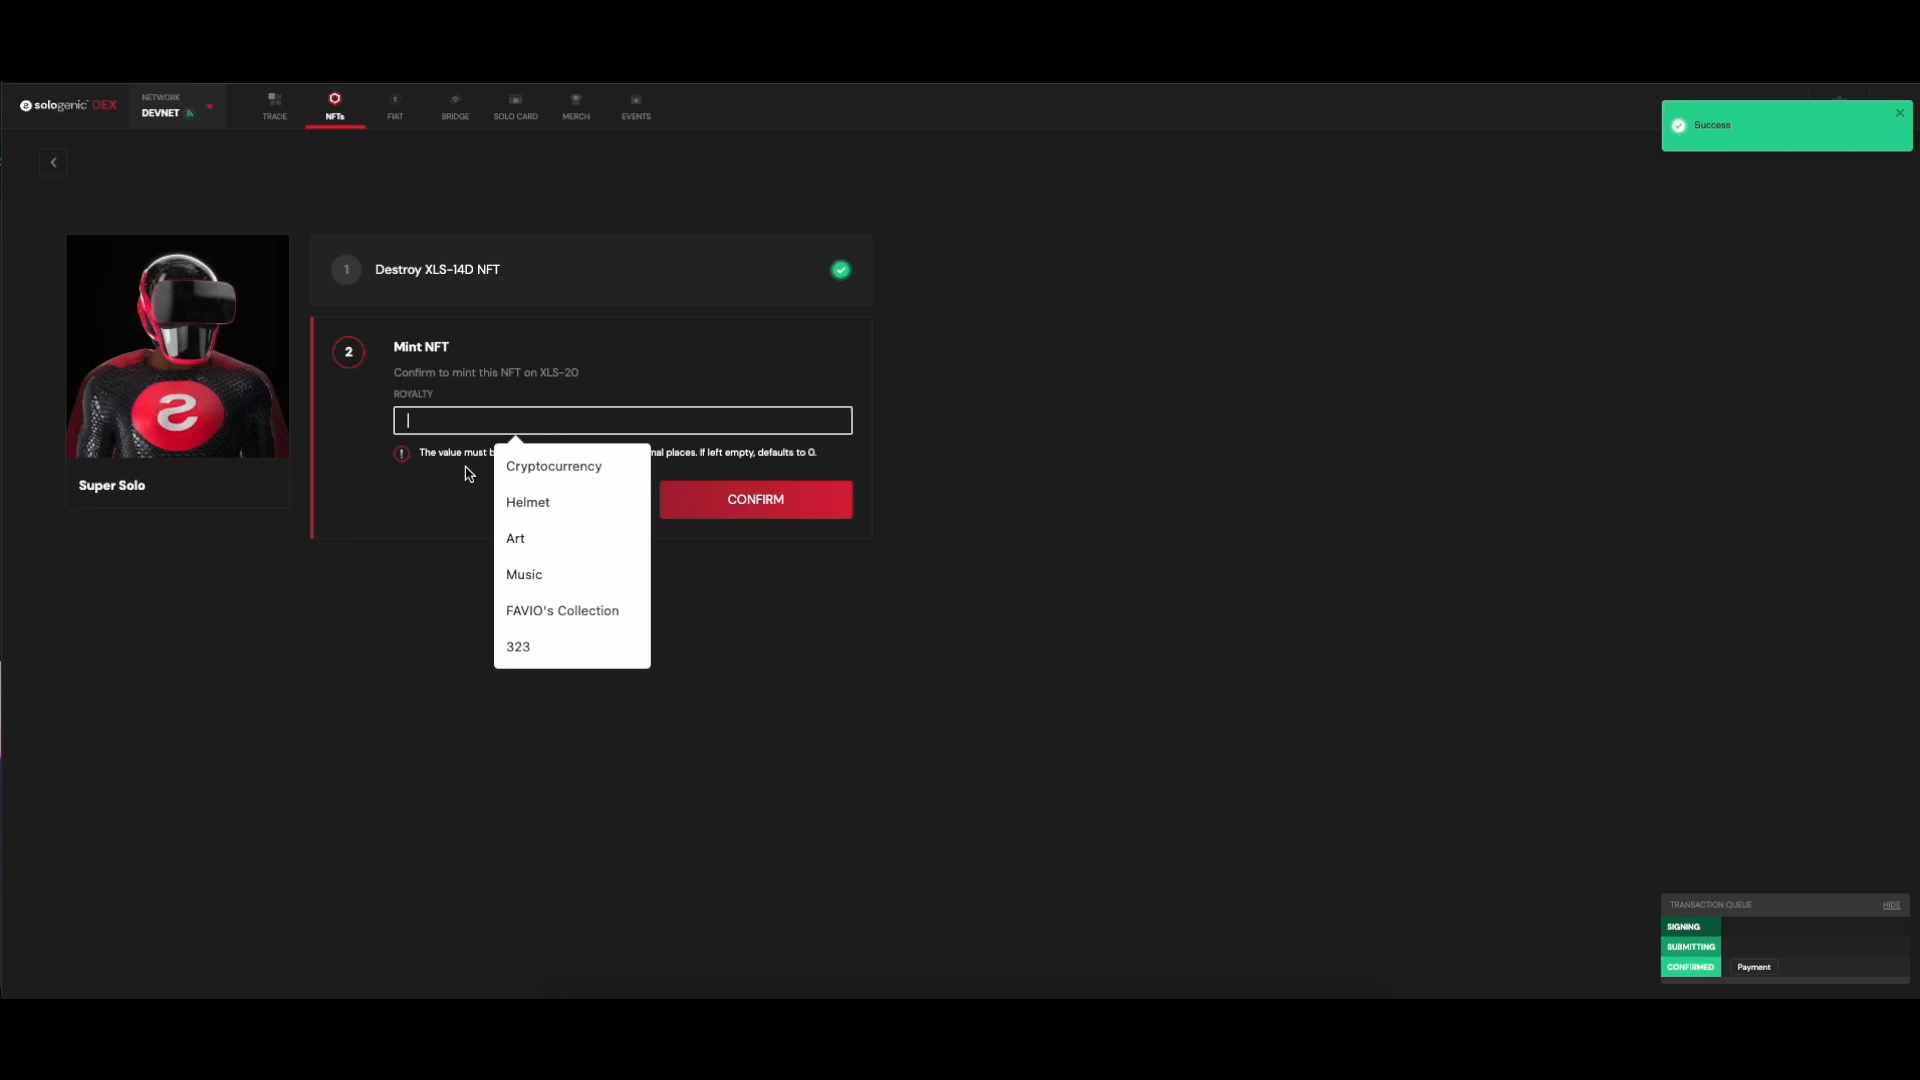 sologenic DEX
NETWORK
DEVNET
TRADE
NFTs
FIAT
BRIDGE
SOLO CARD
MERCH
EVENTS
Success
1
Destroy XLS-14D NFT
2
Mint NFT
Confirm to mint this NFT on XLS-20
ROYALTY
The value must b
nal places. If left empty, defaults to 0.
Cryptocurrency
Helmet
Art
Music
FAVIO's Collection
323
CONFIRM
Super Solo
TRANSACTION QUEUE
HIDE
SIGNING
SUBMITTING
CONFIRMED
Payment